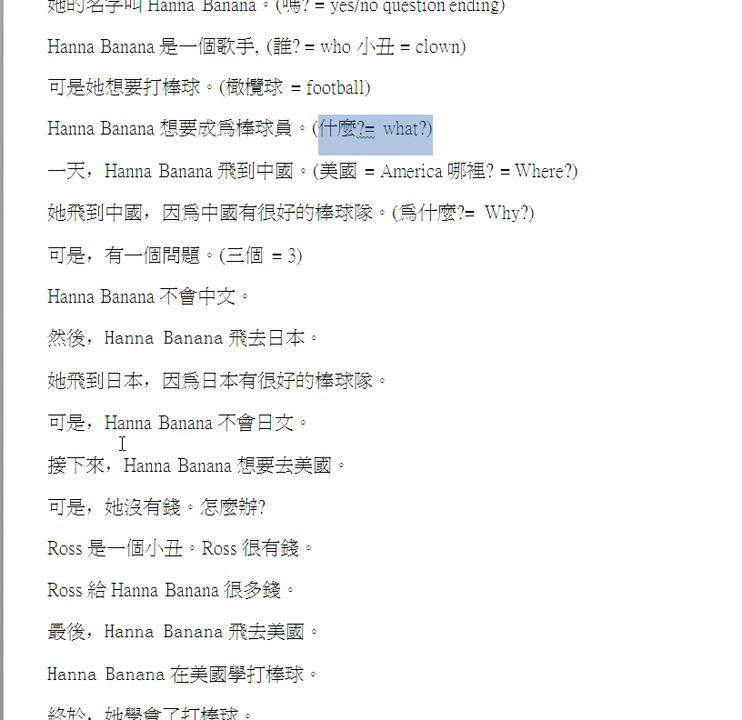 她的名字叫 Hanna Banana。(嗎? = yes/no question ending)
Hanna Banana 是一個歌手, (誰? = who 小丑 = clown)
可是她想要打棒球。(橄欖球 = football)
Hanna Banana 想要成爲棒球員。(什麼?= what?)
一天，Hanna Banana 飛到中國。(美國 = America 哪裡? = Where?)
她飛到中國，因爲中國有很好的棒球隊。(爲什麼?= Why?)
可是，有一個問題。(三個 = 3)
Hanna Banana 不會中文。
然後，Hanna Banana 飛去日本。
她飛到日本，因爲日本有很好的棒球隊。
可是，Hanna Banana 不會日文。
接下來，Hanna Banana 想要去美國。
可是，她沒有錢。怎麼辦?
Ross 是一個小丑。Ross 很有錢。
Ross 給 Hanna Banana 很多錢。
最後，Hanna Banana 飛去美國。
Hanna Banana 在美國學打棒球。
終於，她學會了打棒球。